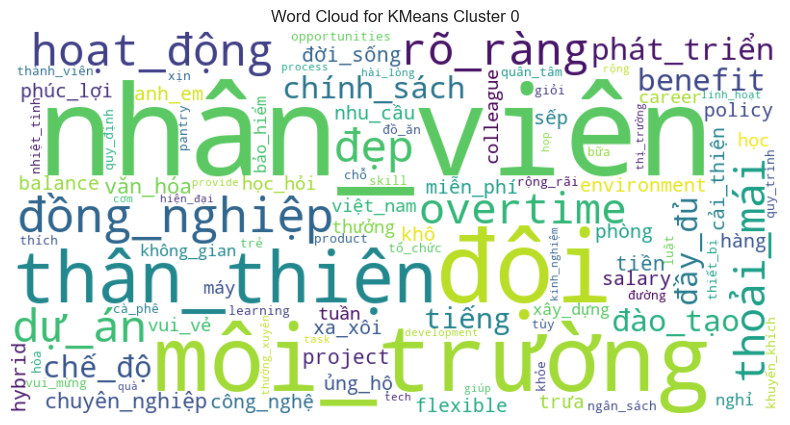 Word Cloud for KMeans Cluster 0
hoạt_động
opportunities
đời_sống
rõ_ràng
phát_triển
thành_viên
process
hài_lòng
xịn
quan_tâm
rộng
phúc_lợi
anh_em
chính_sách
giỏi
career
linh_hoạt
benefit
policy
nhân_viên
nhiệt_tình
quy_định
pantry
bảo_hiểm
nhu_cầu
đồ_ăn
colleague
sếp
họp
bữa
thị_trường
học
đẹp
balance
văn_hóa
provide
học_hỏi
chỗ
skill
miễn_phí
rộng_rãi
environment
cải_thiện
quy_trình
cơm
hiện_đại
việt_nam
overtime
đồng_nghiệp
thưởng
phòng
đầy_đủ
thoải_mái
thích
không_gian
trẻ
product
khô
tổ_chức
hàng
thân_thiện
đội
kinh_nghiệm
tiền
luật
thiết_bị
máy
salary
đường
cà_phê
learning
tuần
xây_dựng
dự_án
vui_vẻ
xa_xôi
tiếng
tùy
đào_tạo
hybrid
hòa
thường_xuyên
task
development
project
môi_trường
chế_độ
vui_mừng
quà
ủng_hộ
giúp
khỏe
khuyến_khích
chuyên_nghiệp
công_nghệ
tech
flexible
trưa
ngân_sách
nghỉ